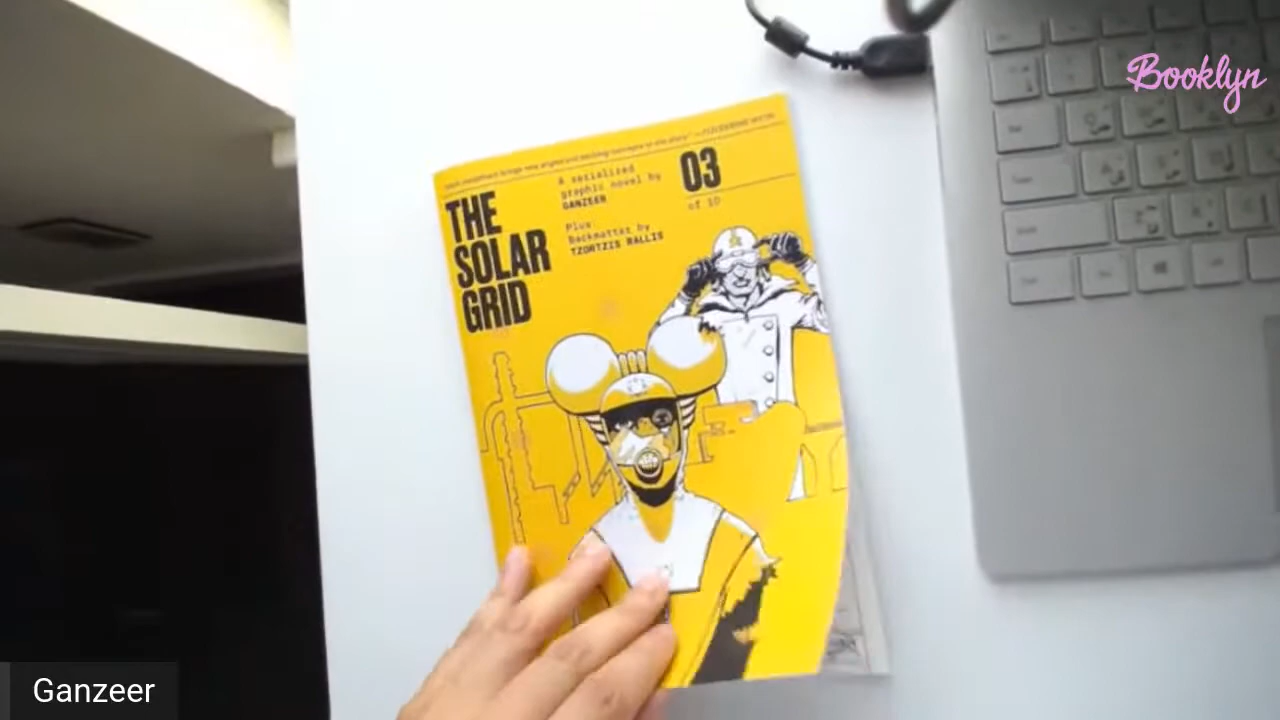 Booklyn
THE
SOLAR
GRID
A serialized
graphic novel by
GANZEER
Plus:
Backmatter by
TZORTZIS RALLIS
03
of 10
Ganzeer